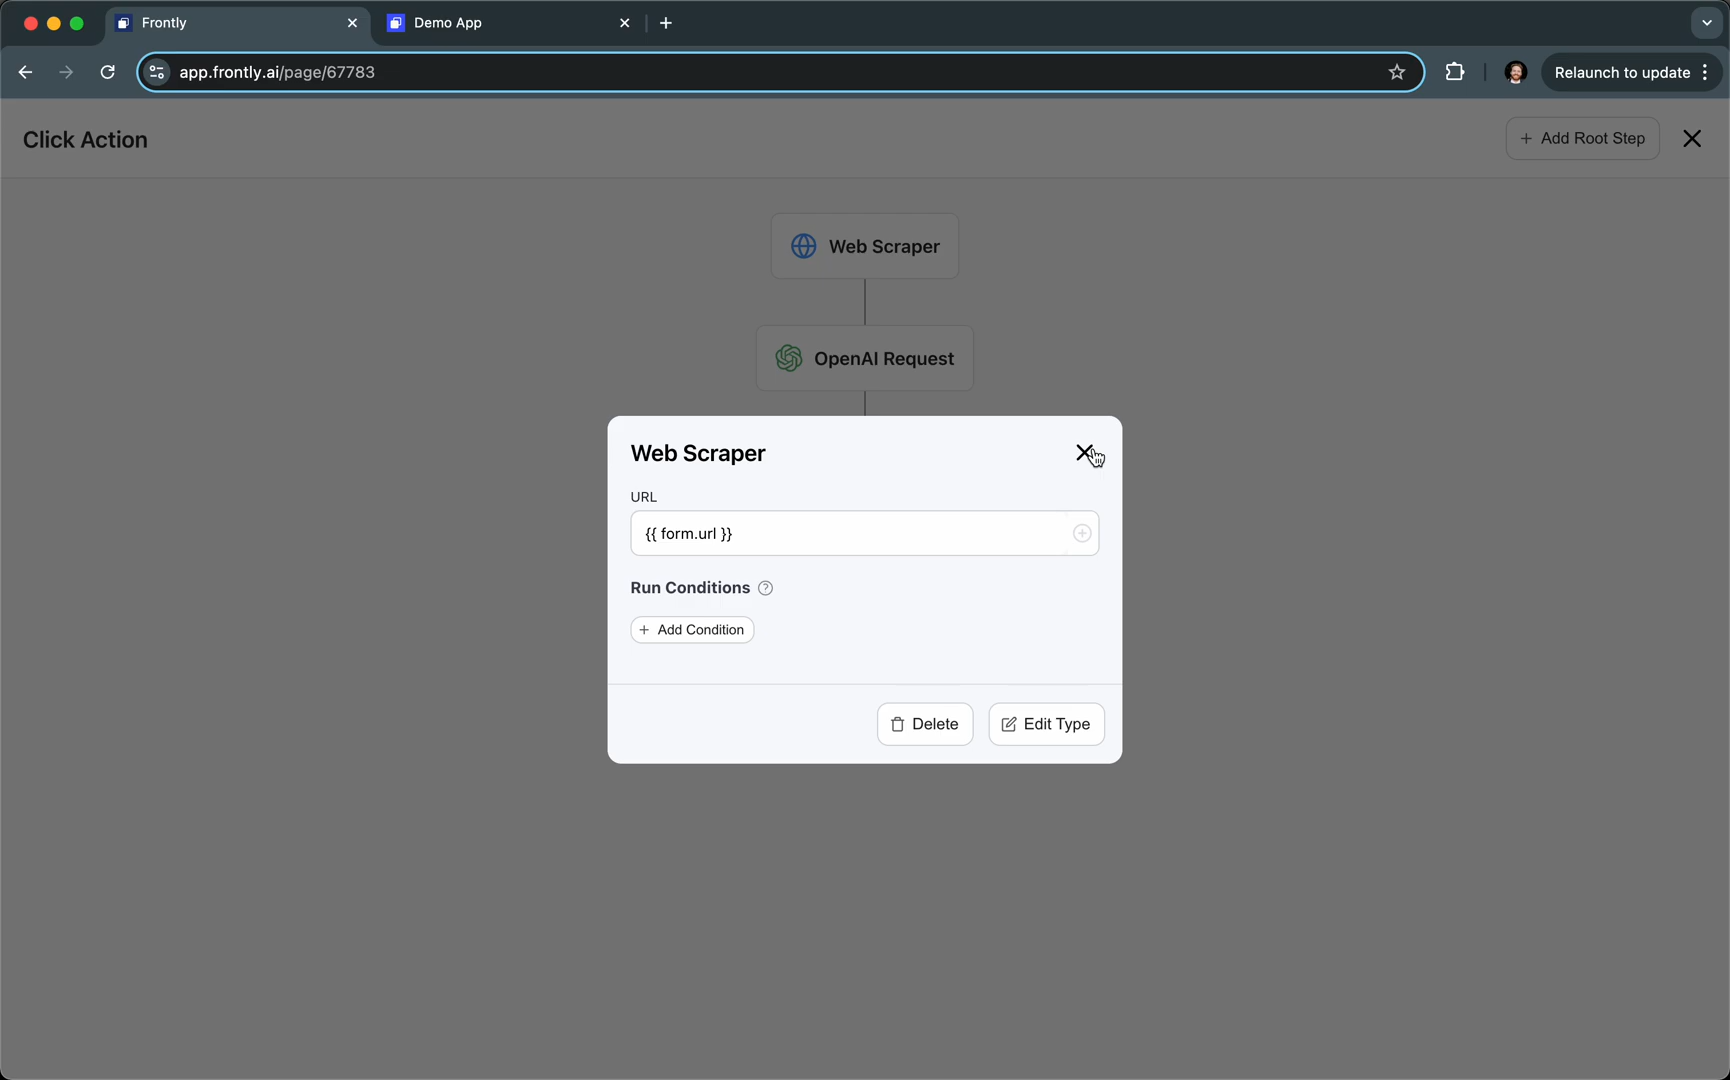 Frontly
Demo App
app.frontly.ai/page/67783
Relaunch to update
Click Action
Add Root Step
Web Scraper
OpenAI Request
Web Scraper
URL
{{ form.url }}
Run Conditions
Add Condition
Delete
Edit Type